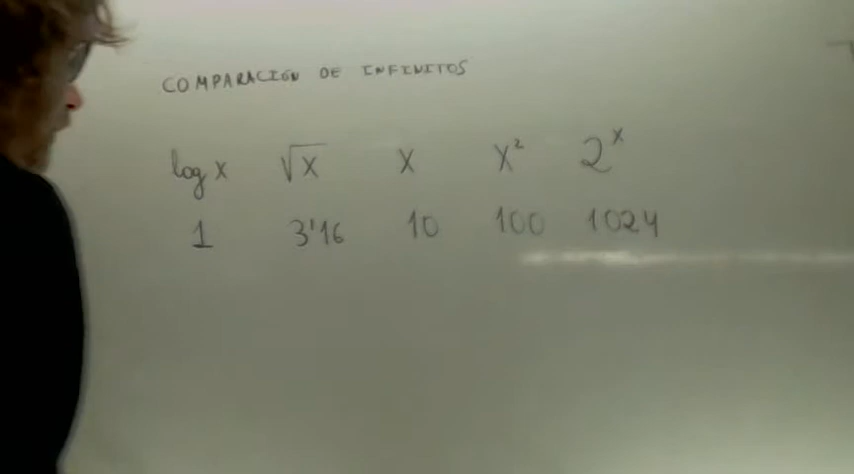 COMPARACIÓN DE INFINITOS
log x √x x x² 2ˣ
1 3'16 10 100 1024